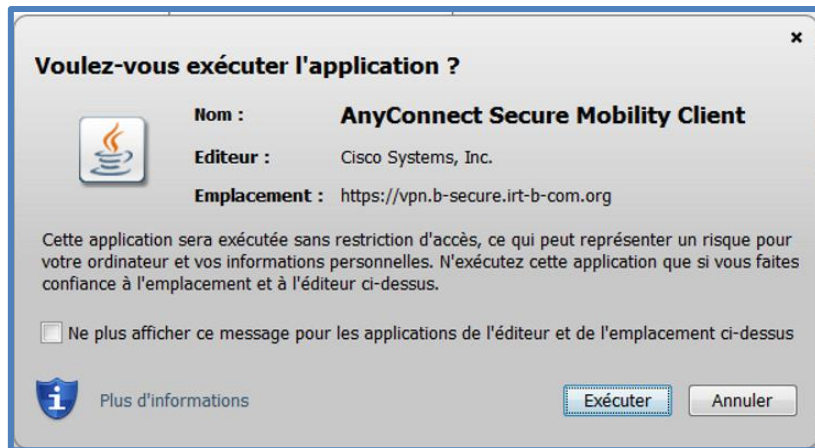 Voulez-vous exécuter l'application ?
Nom : AnyConnect Secure Mobility Client
Editeur : Cisco Systems, Inc.
Emplacement : https://vpn.b-secure.irt-b-com.org
Cette application sera exécutée sans restriction d'accès, ce qui peut représenter un risque pour
votre ordinateur et vos informations personnelles. N'exécutez cette application que si vous faites
confiance à l'emplacement et à l'éditeur ci-dessus.
Ne plus afficher ce message pour les applications de l'éditeur et de l'emplacement ci-dessus
Plus d'informations
Exécuter
Annuler